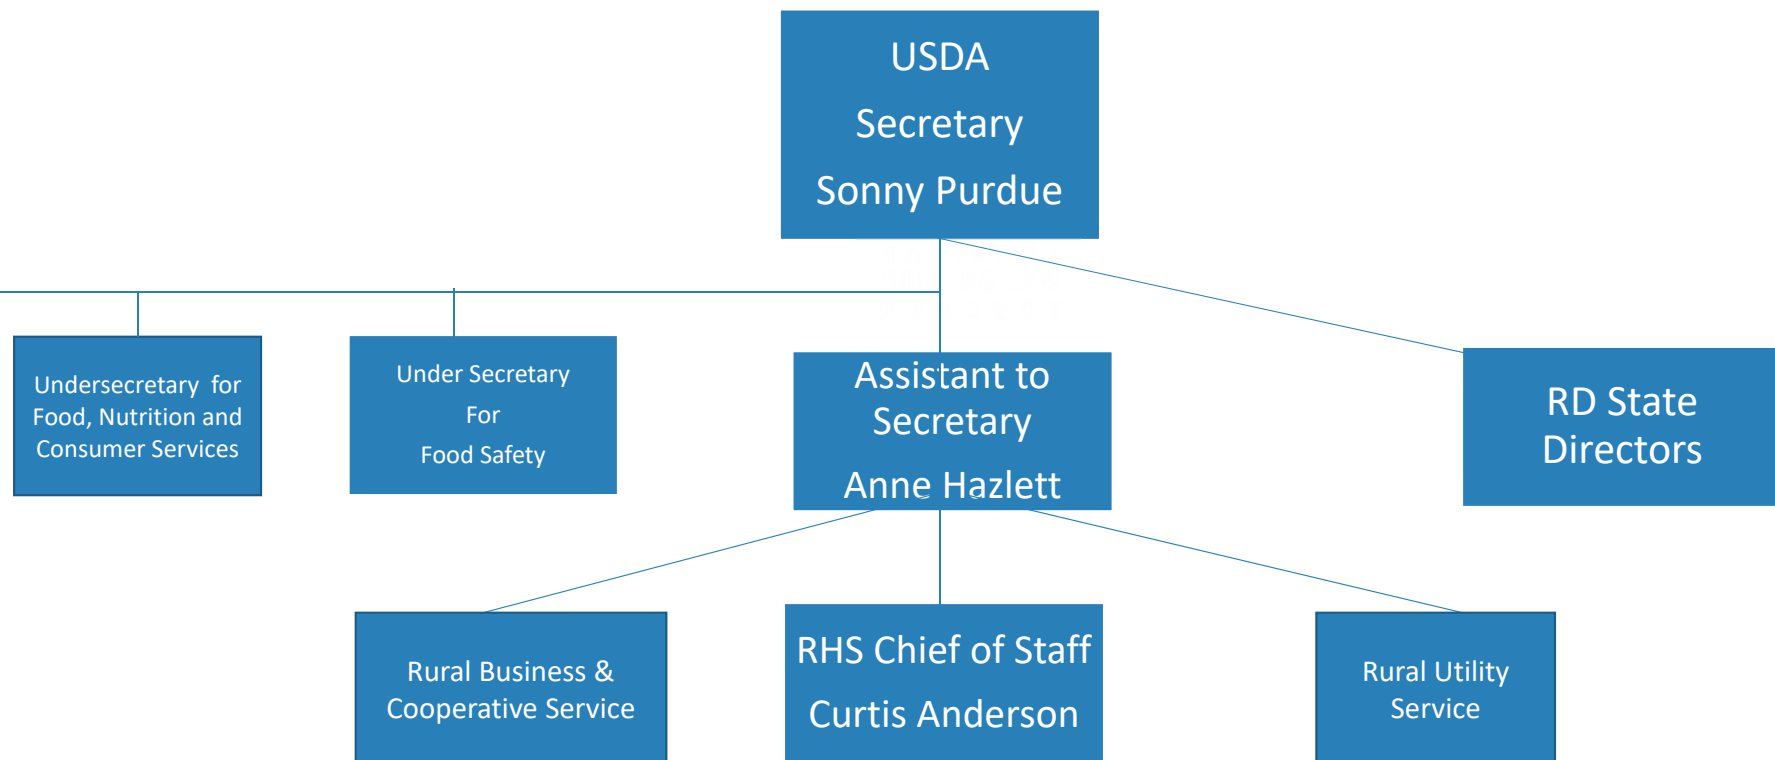 USDA
Secretary
Sonny Purdue
Undersecretary for
Food, Nutrition and
Consumer Services
Under Secretary
For
Food Safety
Assistant to
Secretary
Anne Hazlett
RD State
Directors
Rural Business &
Cooperative Service
RHS Chief of Staff
Curtis Anderson
Rural Utility
Service